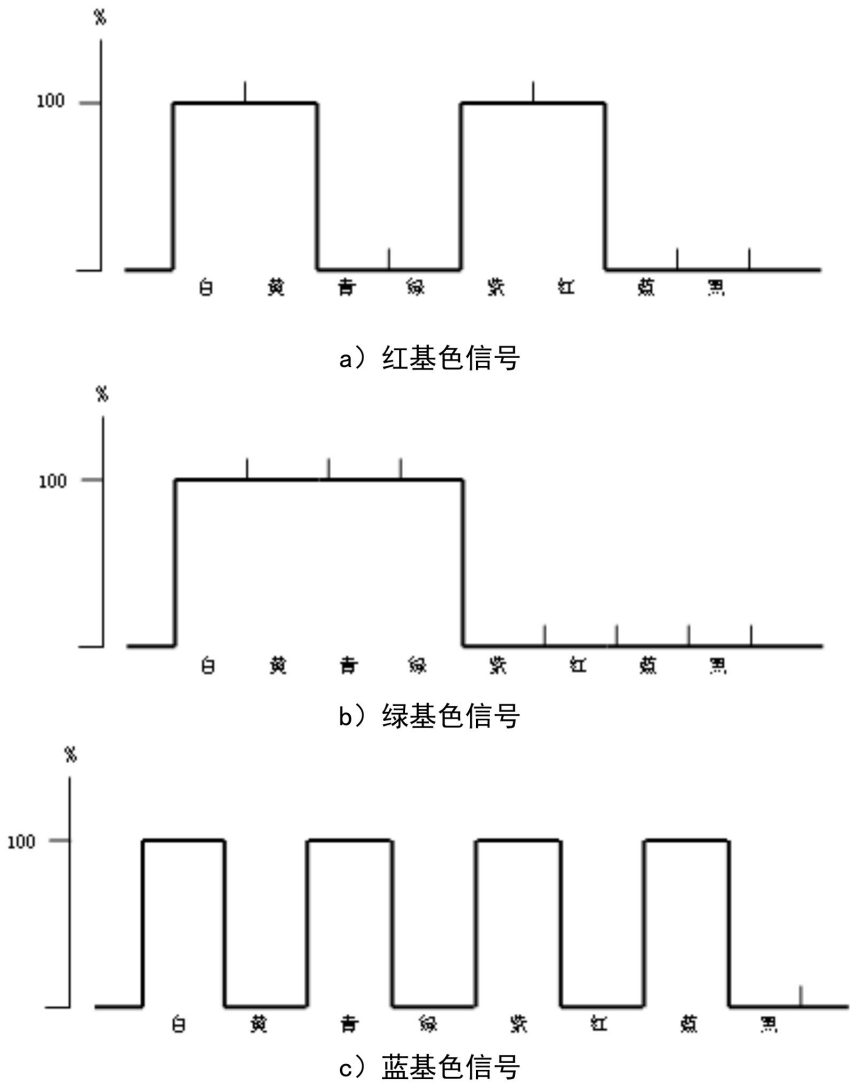 %
100
白 黄 青 绿 紫 红 蓝 黑
a）红基色信号
%
100
白 黄 青 绿 紫 红 蓝 黑
b）绿基色信号
%
100
白 黄 青 绿 紫 红 蓝 黑
c）蓝基色信号